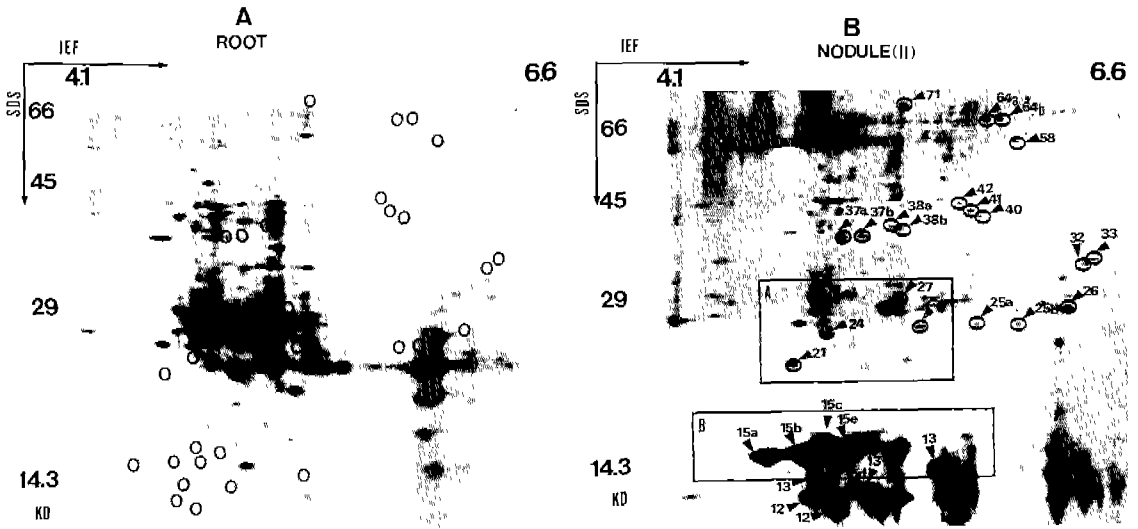 A
ROOT
IEF
4.1
6.6
SDS
66
45
29
14.3
KD
B
NODULE(II)
IEF
4.1
6.6
SDS
66
45
29
14.3
KD
71
64a
64b
58
42
41
40
38a
38b
37a
37b
32
33
A
27
26
25a
25b
24
21
B
15c
15e
15b
15a
13
13
13
12
12